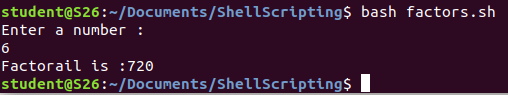 student@S26:~/Documents/ShellScripting$ bash factors.sh
Enter a number :
6
Factorail is :720
student@S26:~/Documents/ShellScripting$